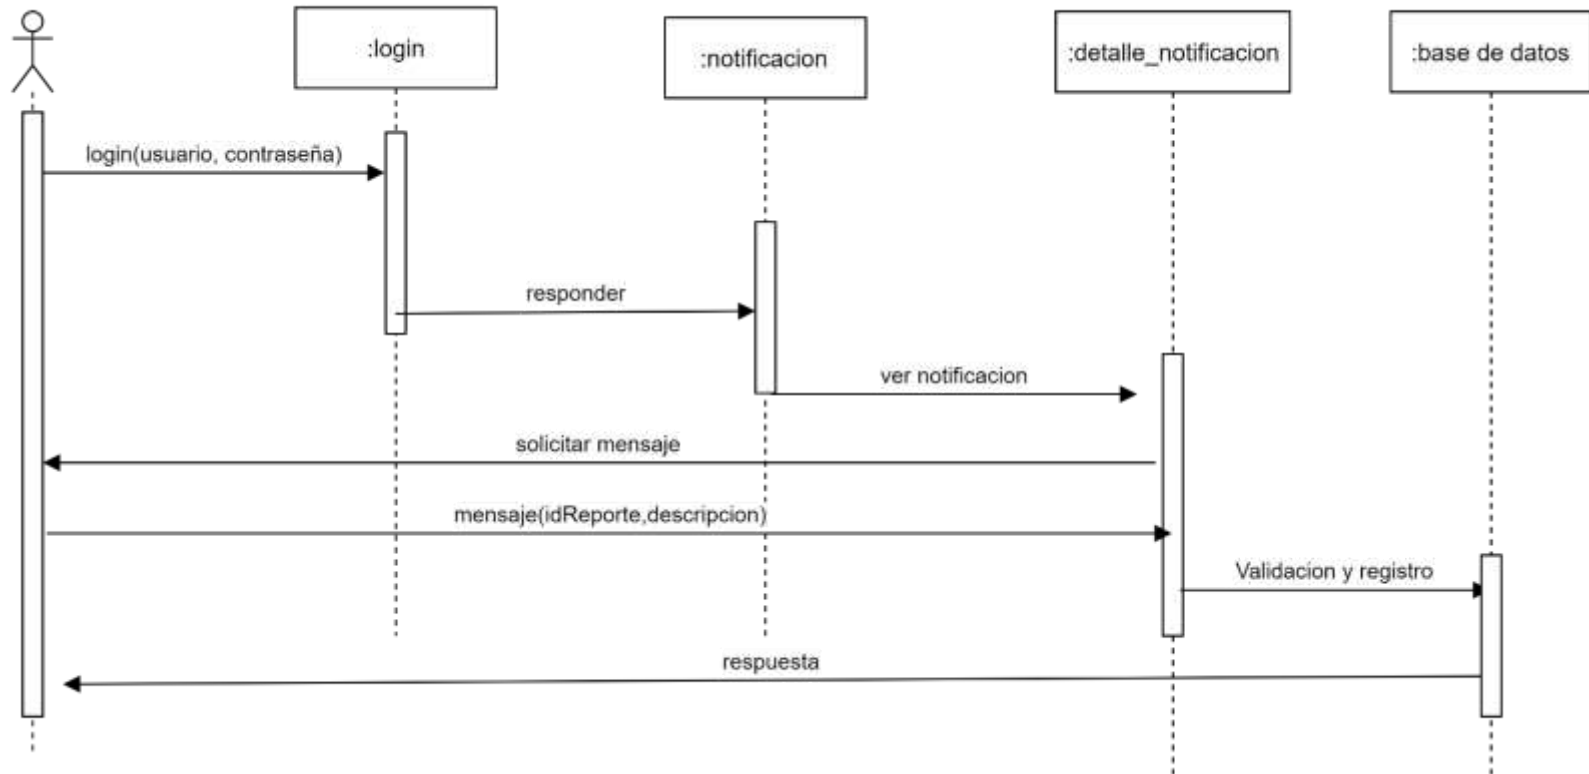 :login
:notificacion
:detalle_notificacion
:base de datos
login(usuario, contraseña)
responder
ver notificacion
solicitar mensaje
mensaje(idReporte,descripcion)
Validacion y registro
respuesta